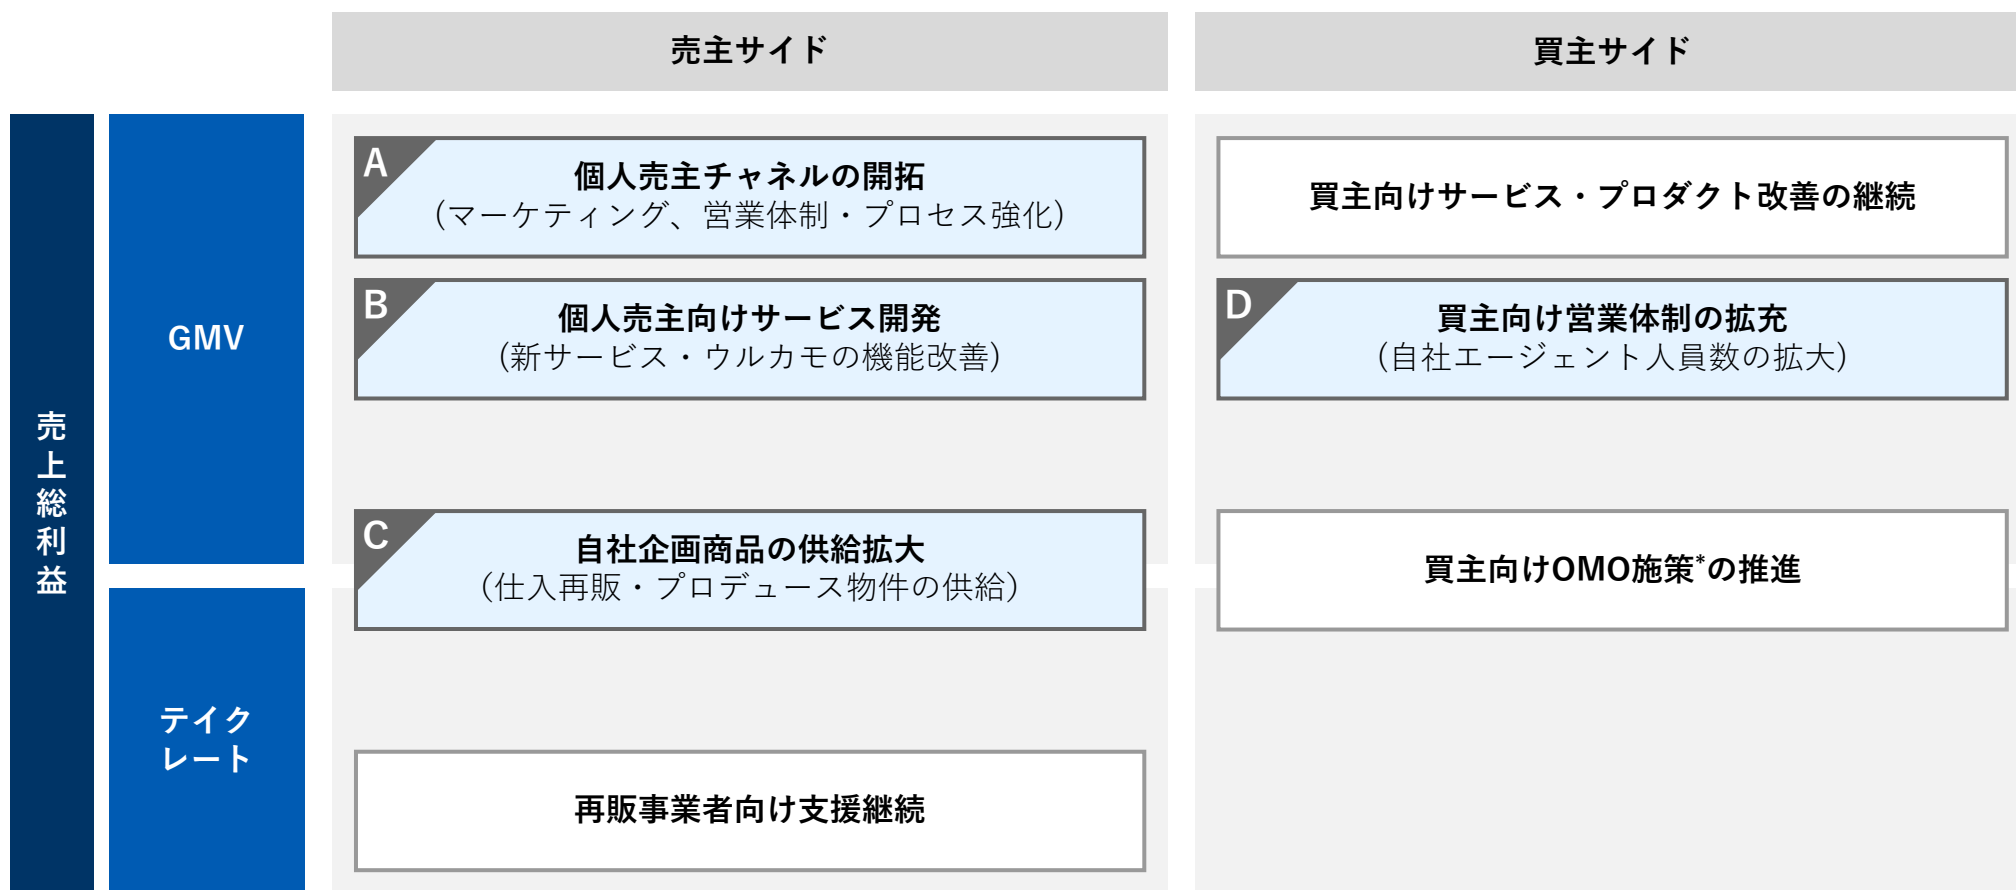 売主サイド
買主サイド
売上総利益
GMV
A
個人売主チャネルの開拓
(マーケティング、営業体制・プロセス強化)
買主向けサービス・プロダクト改善の継続
B
個人売主向けサービス開発
(新サービス・ウルカモの機能改善)
D
買主向け営業体制の拡充
(自社エージェント人員数の拡大)
C
自社企画商品の供給拡大
(仕入再販・プロデュース物件の供給)
買主向けOMO施策*の推進
テイク
レート
再販事業者向け支援継続